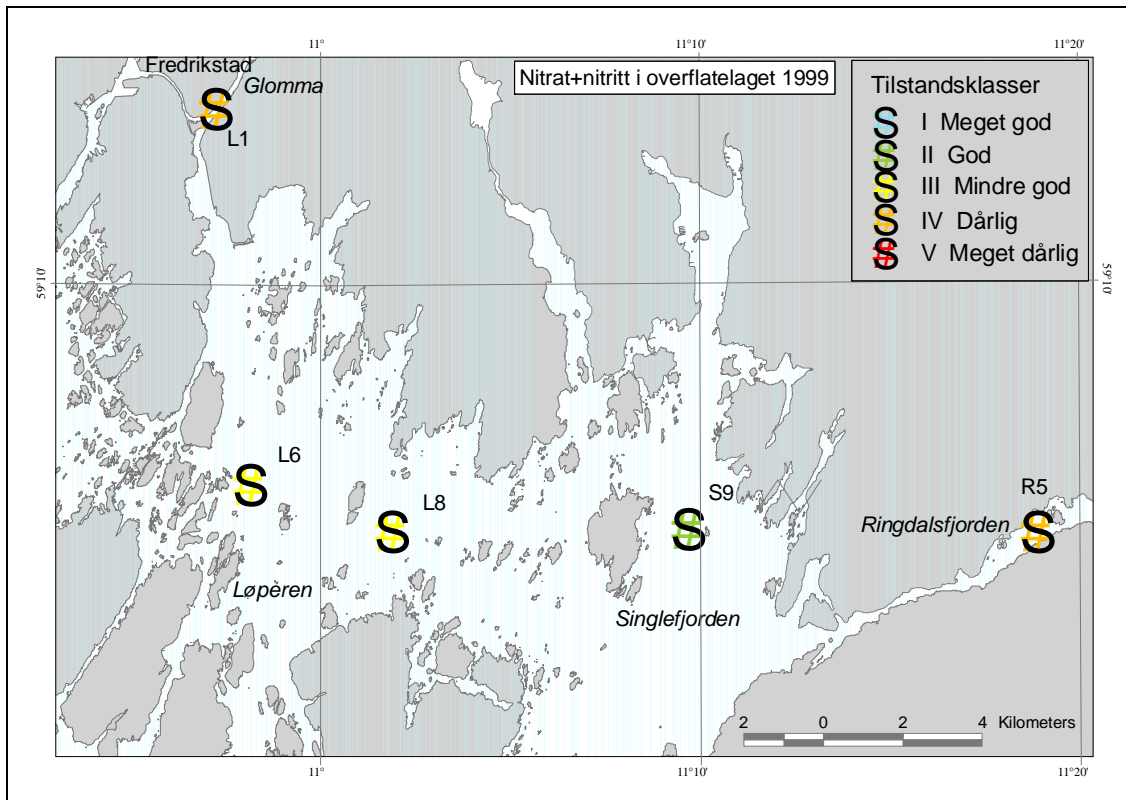 11°
11°10'
11°20'
Fredrikstad
Glomma
Nitrat+nitritt i overflatelaget 1999
L1
Tilstandsklasser
S I Meget god
S II God
S III Mindre god
S IV Dårlig
S V Meget dårlig
59°10'
59°10'
S
L6
S
L8
S
S9
S
R5
S
Ringdalsfjorden
Løperen
Singlefjorden
2 0 2 4 Kilometers
11°
11°10'
11°20'